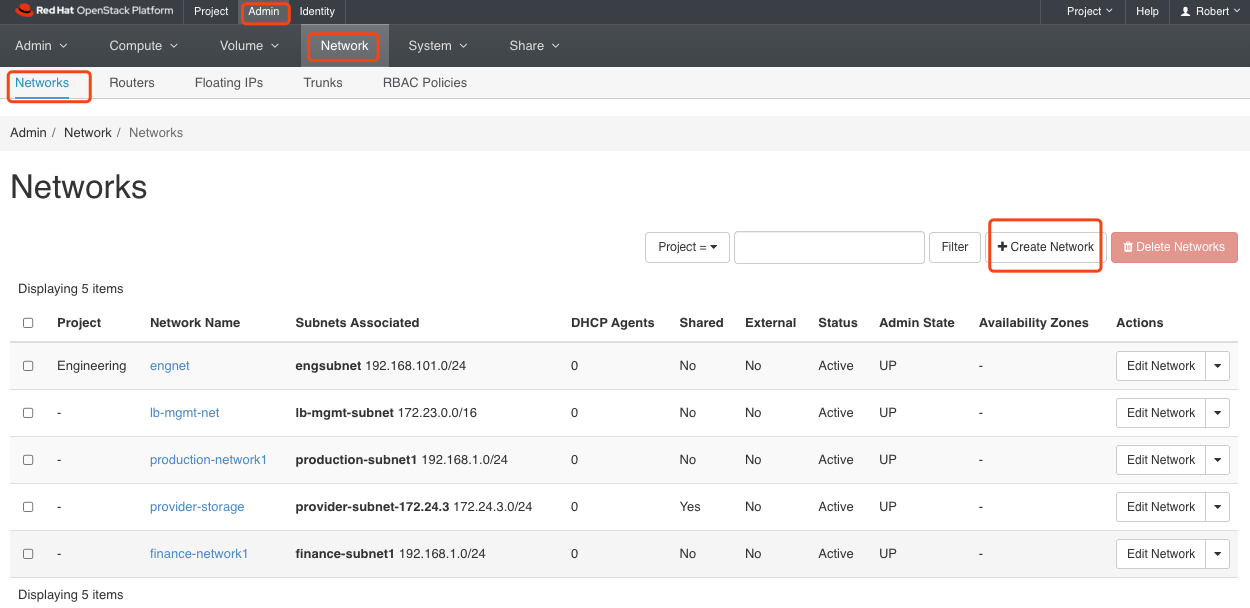 Red Hat OpenStack Platform Project Admin Identity Project Help Robert
Admin Compute Volume Network System Share
Networks Routers Floating IPs Trunks RBAC Policies
Admin / Network / Networks
Networks
Project = Filter + Create Network Delete Networks
Displaying 5 items
Project Network Name Subnets Associated DHCP Agents Shared External Status Admin State Availability Zones Actions
Engineering engnet engsubnet 192.168.101.0/24 0 No No Active UP - Edit Network
- lb-mgmt-net lb-mgmt-subnet 172.23.0.0/16 0 No No Active UP - Edit Network
- production-network1 production-subnet1 192.168.1.0/24 0 No No Active UP - Edit Network
- provider-storage provider-subnet-172.24.3 172.24.3.0/24 0 Yes No Active UP - Edit Network
- finance-network1 finance-subnet1 192.168.1.0/24 0 No No Active UP - Edit Network
Displaying 5 items